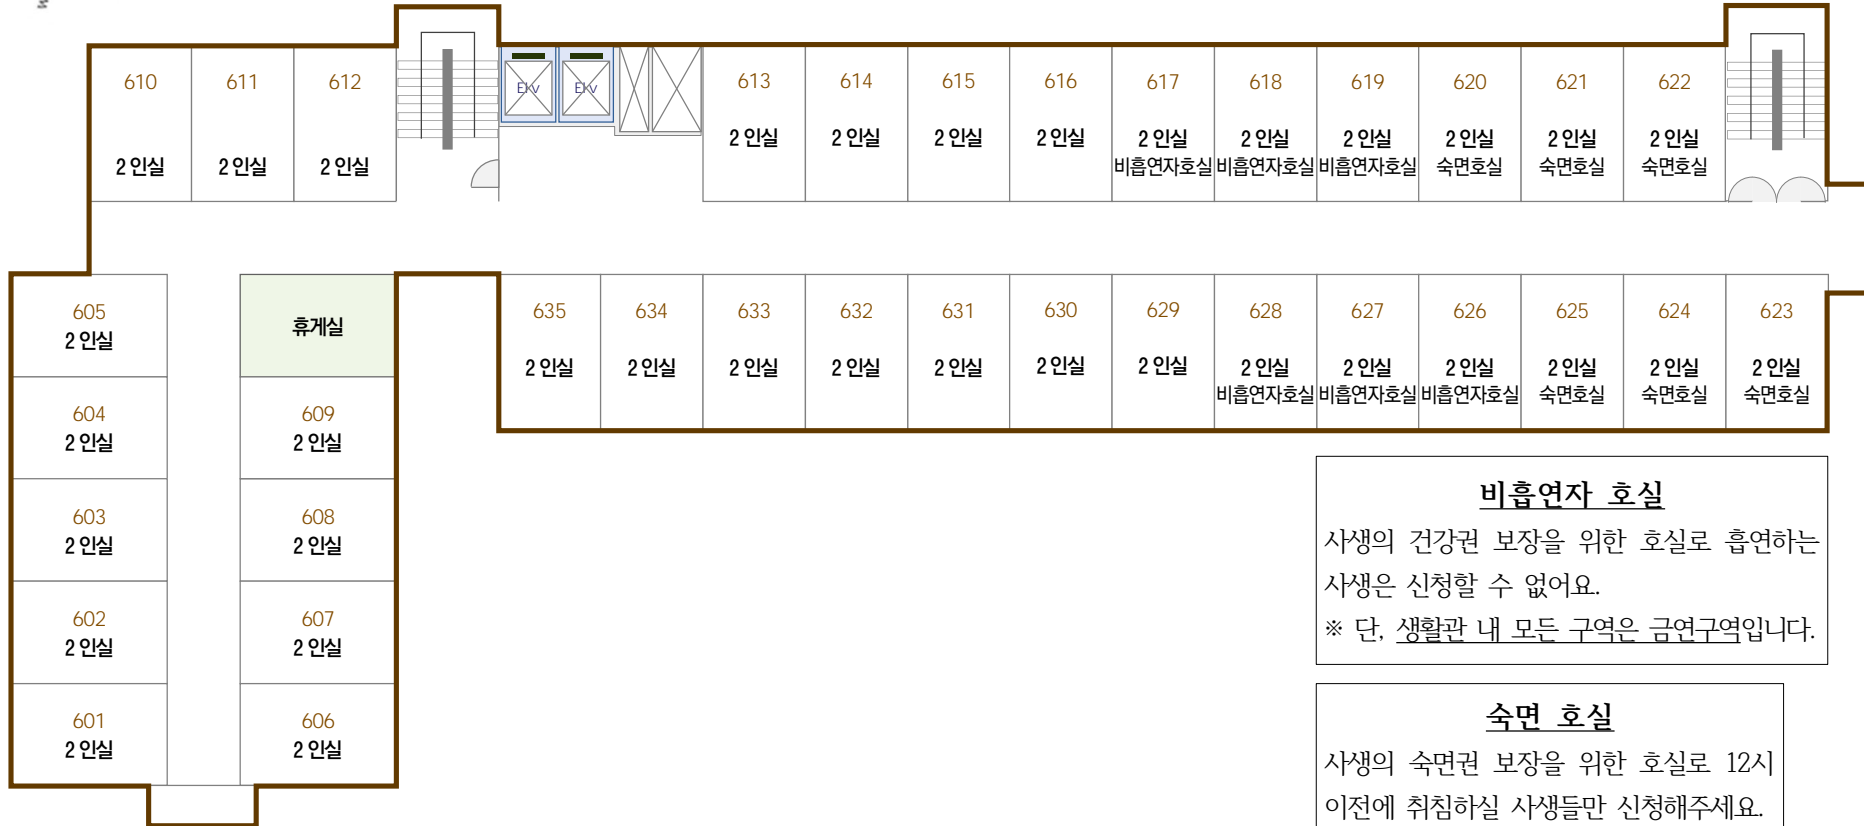 610 611 612 613 614 615 616 617 618 619 620 621 622
2인실 2인실 2인실 2인실 2인실 2인실 2인실 2인실 2인실 2인실
비흡연자호실 비흡연자호실 비흡연자호실 숙면호실 숙면호실 숙면호실
2인실 2인실 2인실
605
2인실
휴게실
635 634 633 632 631 630 629 628 627 626 625 624 623
2인실 2인실 2인실 2인실 2인실 2인실 2인실 2인실 2인실 2인실 2인실 2인실 2인실
비흡연자호실 비흡연자호실 비흡연자호실 숙면호실 숙면호실 숙면호실
604 609
2인실 2인실
603 608
2인실 2인실
602 607
2인실 2인실
601 606
2인실 2인실
비흡연자 호실
사생의 건강권 보장을 위한 호실로 흡연하는
사생은 신청할 수 없어요.
※ 단, 생활관 내 모든 구역은 금연구역입니다.
숙면 호실
사생의 숙면권 보장을 위한 호실로 12시
이전에 취침하실 사생들만 신청해주세요.